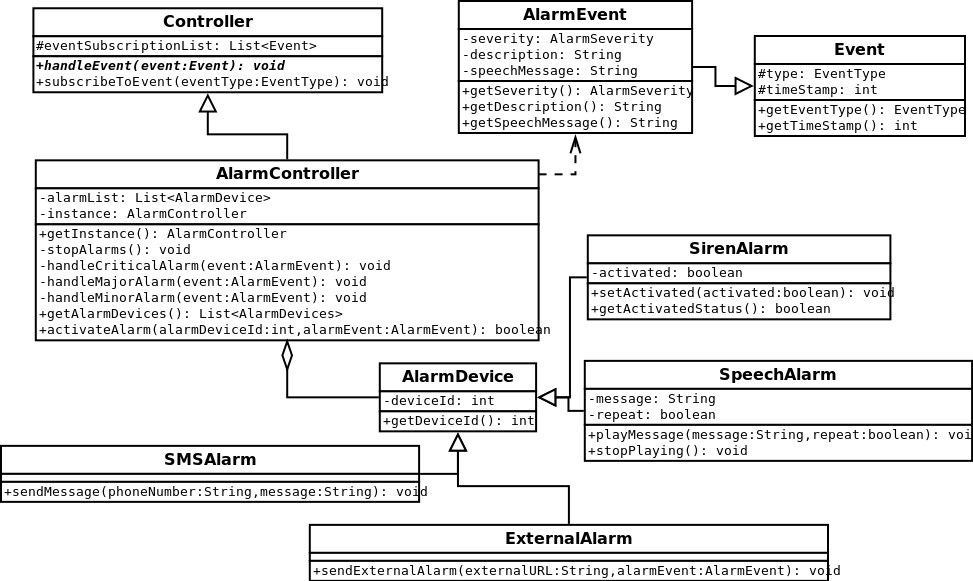 Controller
#eventSubscriptionList: List<Event>
+handleEvent(event:Event): void
+subscribeToEvent(eventType:EventType): void
AlarmEvent
-severity: AlarmSeverity
-description: String
-speechMessage: String
+getSeverity(): AlarmSeverity
+getDescription(): String
+getSpeechMessage(): String
Event
#type: EventType
#timeStamp: int
+getEventType(): EventType
+getTimeStamp(): int
AlarmController
-alarmList: List<AlarmDevice>
-instance: AlarmController
+getInstance(): AlarmController
-stopAlarms(): void
-handleCriticalAlarm(event:AlarmEvent): void
-handleMajorAlarm(event:AlarmEvent): void
-handleMinorAlarm(event:AlarmEvent): void
+getAlarmDevices(): List<AlarmDevices>
+activateAlarm(alarmDeviceId:int,alarmEvent:AlarmEvent): boolean
SirenAlarm
-activated: boolean
+setActivated(activated:boolean): void
+getActivatedStatus(): boolean
AlarmDevice
-deviceId: int
+getDeviceId(): int
SpeechAlarm
-message: String
-repeat: boolean
+playMessage(message:String,repeat:boolean): voi
+stopPlaying(): void
SMSAlarm
+sendMessage(phoneNumber:String,message:String): void
ExternalAlarm
+sendExternalAlarm(externalURL:String,alarmEvent:AlarmEvent): void